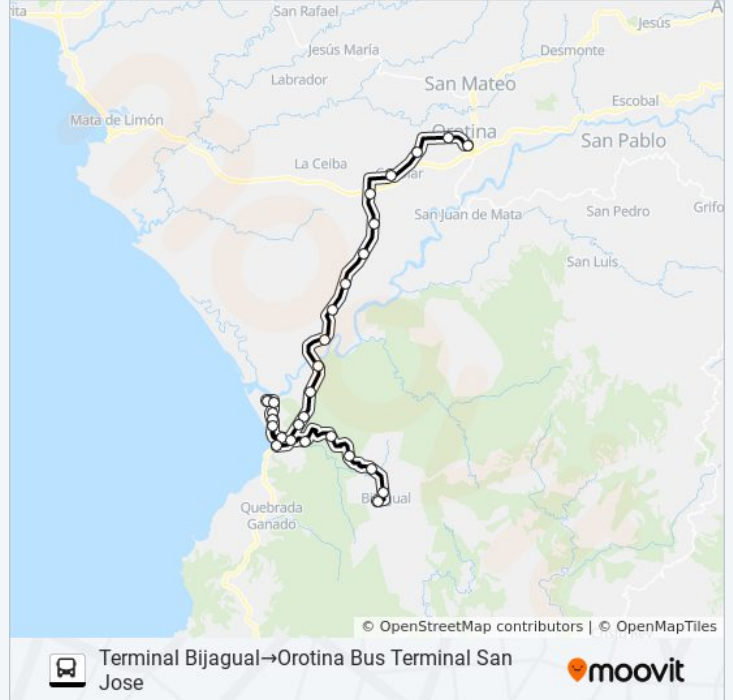 San Rafael
Jesús
Jesús María
Desmonte
Labrador
San Mateo
Escobal
Mata de Limón
Orotina
San Pablo
La Ceiba
San Juan de Mata
San Pedro
Grifo
San Luis
Quebrada
Ganado
© OpenStreetMap contributors | © OpenMapTiles
Terminal Bijagual→Orotina Bus Terminal San
Jose
moovit